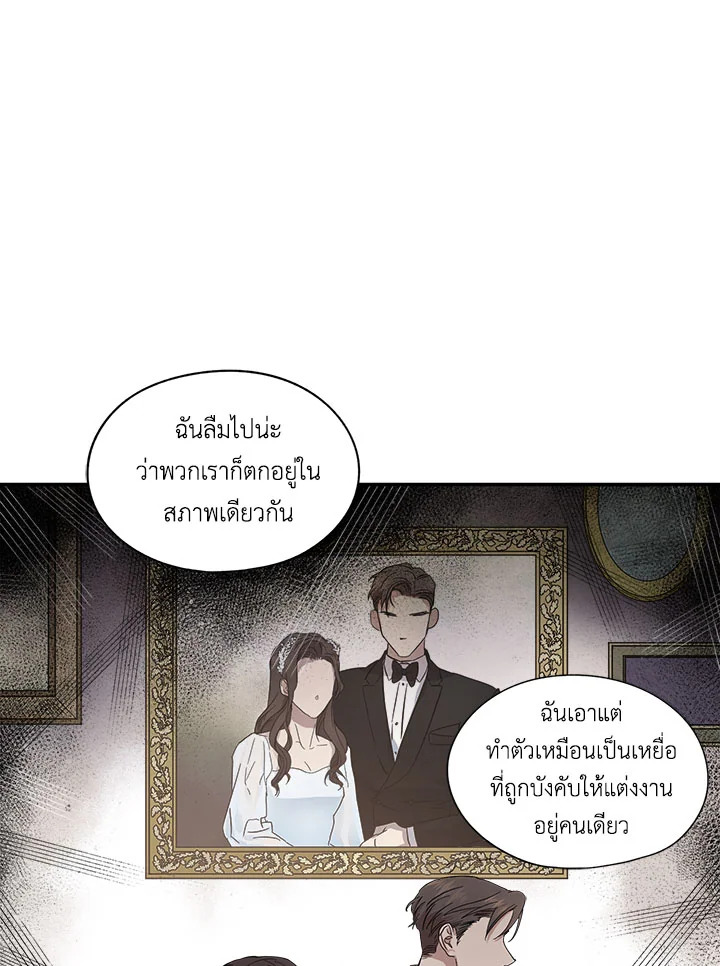 ฉันลืมไปน่ะ
ว่าพวกเราก็ตกอยู่ใน
สภาพเดียวกัน
ฉันเอาแต่
ทำตัวเหมือนเป็นเหยื่อ
ที่ถูกบังคับให้แต่งงาน
อยู่คนเดียว